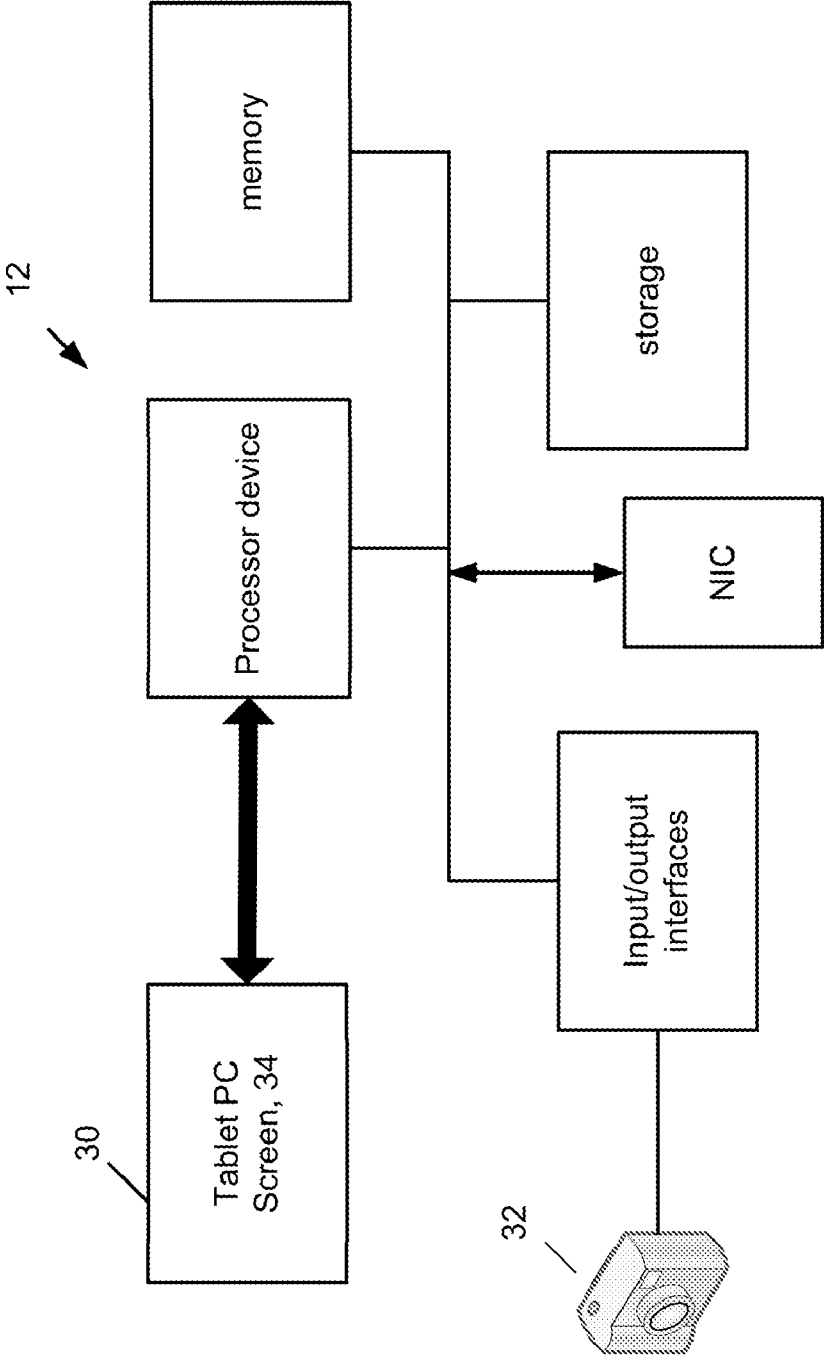 12
30
Tablet PC
Screen, 34
Processor device
memory
32
Input/output
interfaces
NIC
storage